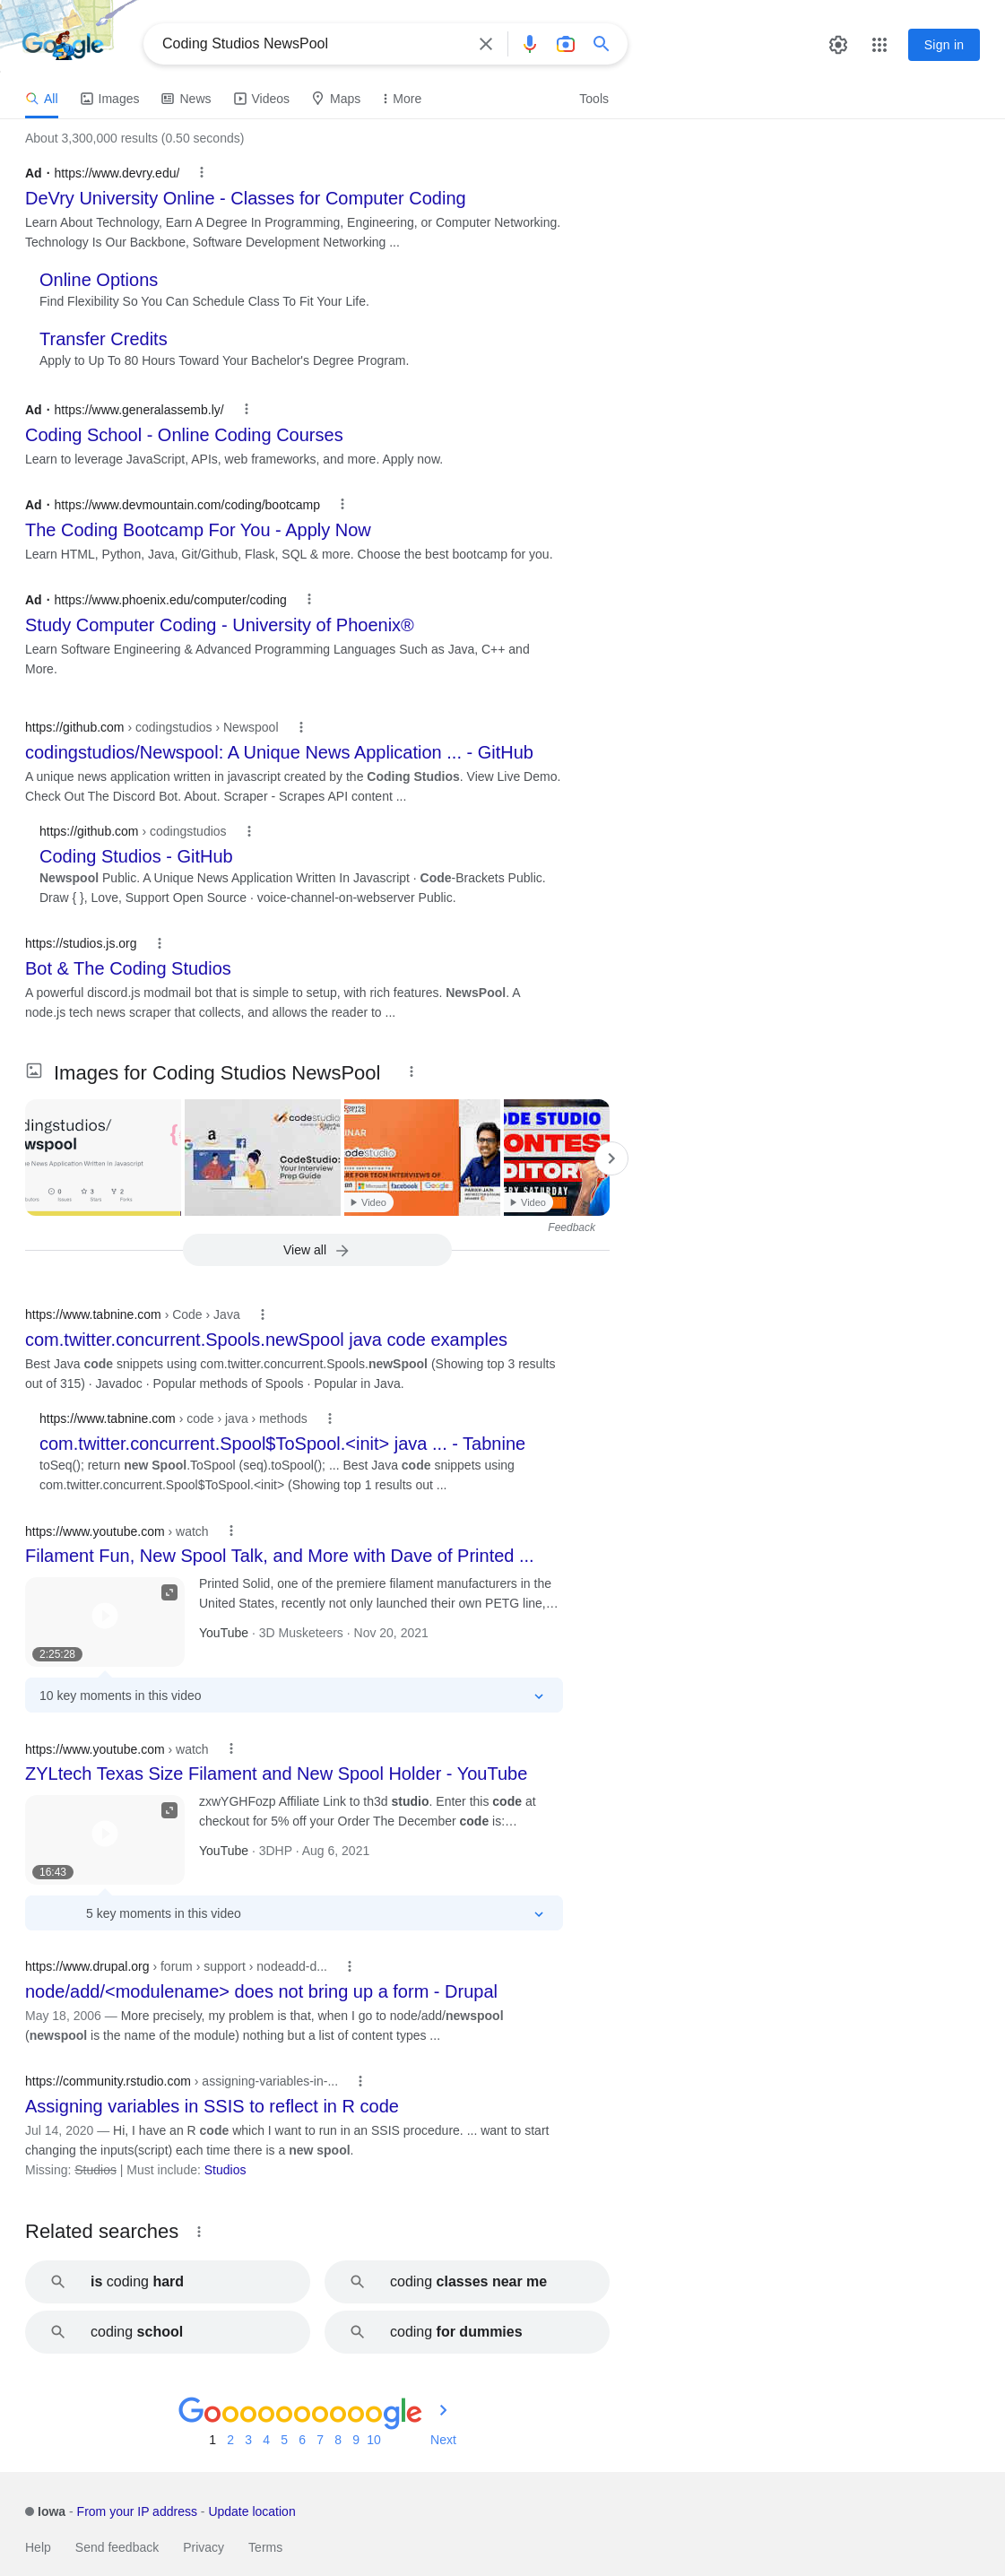 Google
Coding Studios NewsPool
Sign in
All
Images
News
Videos
Maps
More
Tools
About 3,300,000 results (0.50 seconds)
Ad · https://www.devry.edu/
DeVry University Online - Classes for Computer Coding
Learn About Technology, Earn A Degree In Programming, Engineering, or Computer Networking.
Technology Is Our Backbone, Software Development Networking ...
Online Options
Find Flexibility So You Can Schedule Class To Fit Your Life.
Transfer Credits
Apply to Up To 80 Hours Toward Your Bachelor's Degree Program.
Ad · https://www.generalassemb.ly/
Coding School - Online Coding Courses
Learn to leverage JavaScript, APIs, web frameworks, and more. Apply now.
Ad · https://www.devmountain.com/coding/bootcamp
The Coding Bootcamp For You - Apply Now
Learn HTML, Python, Java, Git/Github, Flask, SQL & more. Choose the best bootcamp for you.
Ad · https://www.phoenix.edu/computer/coding
Study Computer Coding - University of Phoenix®
Learn Software Engineering & Advanced Programming Languages Such as Java, C++ and
More.
https://github.com › codingstudios › Newspool
codingstudios/Newspool: A Unique News Application ... - GitHub
A unique news application written in javascript created by the Coding Studios. View Live Demo.
Check Out The Discord Bot. About. Scraper - Scrapes API content ...
https://github.com › codingstudios
Coding Studios - GitHub
Newspool Public. A Unique News Application Written In Javascript · Code-Brackets Public.
Draw { }, Love, Support Open Source · voice-channel-on-webserver Public.
https://studios.js.org
Bot & The Coding Studios
A powerful discord.js modmail bot that is simple to setup, with rich features. NewsPool. A
node.js tech news scraper that collects, and allows the reader to ...
Images for Coding Studios NewsPool
dingstudios/
wspool
e News Application Written In Javascript
codestudio
CodeStudio:
Your Interview
Prep Guide
INAR
codestudio
ARE FOR TECH INTERVIEWS OF
Microsoft facebook Google
PARIKH JAIN
Video
ODE STUDIO
CONTEST
DITOR
RY SATURDAY
Video
Feedback
View all
https://www.tabnine.com › Code › Java
com.twitter.concurrent.Spools.newSpool java code examples
Best Java code snippets using com.twitter.concurrent.Spools.newSpool (Showing top 3 results
out of 315) · Javadoc · Popular methods of Spools · Popular in Java.
https://www.tabnine.com › code › java › methods
com.twitter.concurrent.Spool$ToSpool.<init> java ... - Tabnine
toSeq(); return new Spool.ToSpool (seq).toSpool(); ... Best Java code snippets using
com.twitter.concurrent.Spool$ToSpool.<init> (Showing top 1 results out ...
https://www.youtube.com › watch
Filament Fun, New Spool Talk, and More with Dave of Printed ...
Printed Solid, one of the premiere filament manufacturers in the
United States, recently not only launched their own PETG line,…
2:25:28
YouTube · 3D Musketeers · Nov 20, 2021
10 key moments in this video
https://www.youtube.com › watch
ZYLtech Texas Size Filament and New Spool Holder - YouTube
zxwYGHFozp Affiliate Link to th3d studio. Enter this code at
checkout for 5% off your Order The December code is:…
16:43
YouTube · 3DHP · Aug 6, 2021
5 key moments in this video
https://www.drupal.org › forum › support › nodeadd-d...
node/add/<modulename> does not bring up a form - Drupal
May 18, 2006 — More precisely, my problem is that, when I go to node/add/newspool
(newspool is the name of the module) nothing but a list of content types ...
https://community.rstudio.com › assigning-variables-in-...
Assigning variables in SSIS to reflect in R code
Jul 14, 2020 — Hi, I have an R code which I want to run in an SSIS procedure. ... want to start
changing the inputs(script) each time there is a new spool.
Missing: Studios | Must include: Studios
Related searches
is coding hard
coding classes near me
coding school
coding for dummies
Goooooooooogle
1 2 3 4 5 6 7 8 9 10 Next
Iowa - From your IP address - Update location
Help Send feedback Privacy Terms